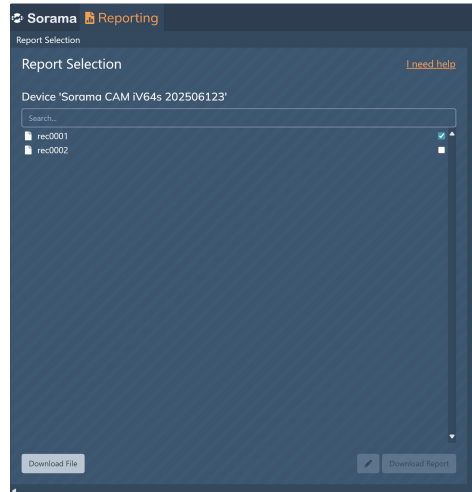 Sorama Reporting
Report Selection
Report Selection I need help
Device 'Sorama CAM iV64s 202506123'
Search...
rec0001
rec0002
Download File Download Report